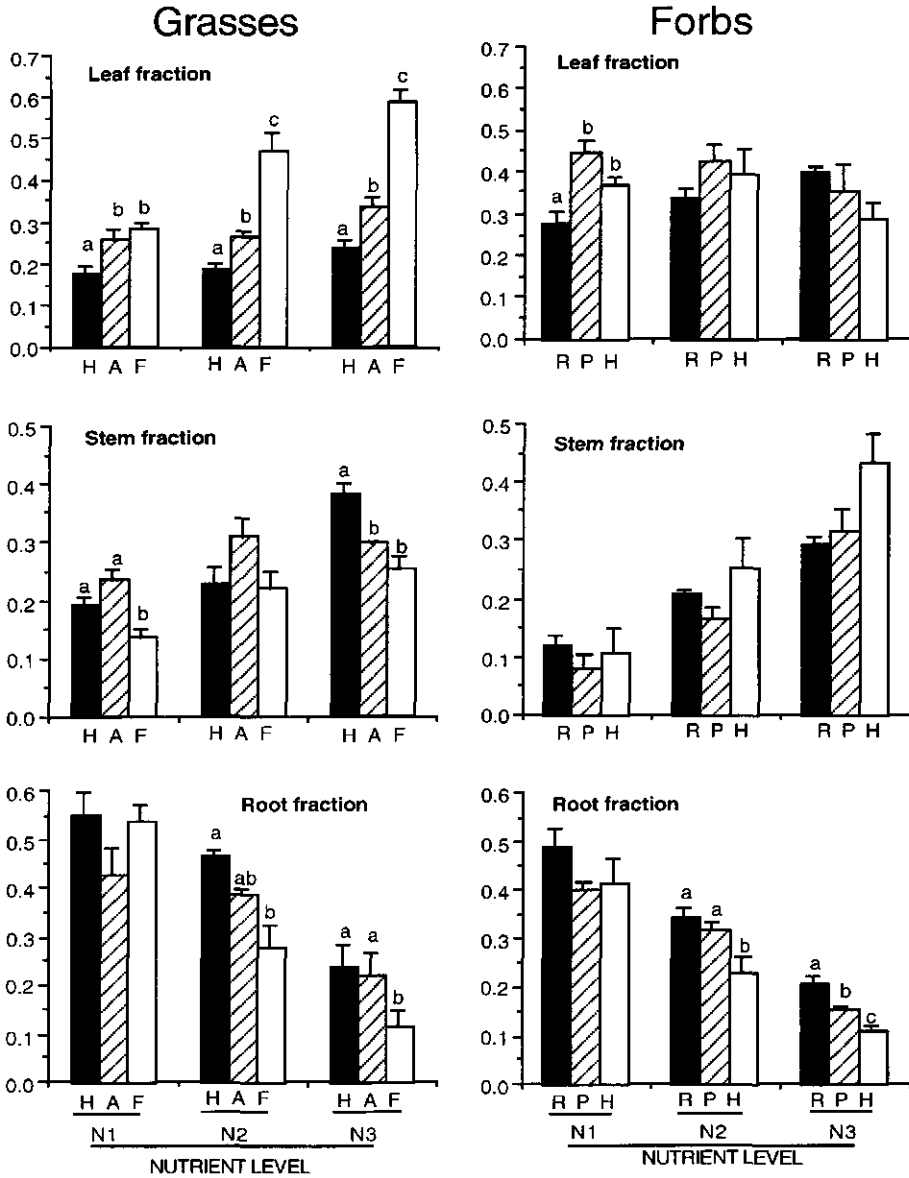 Grasses
Forbs
Leaf fraction
0.7
0.6
0.5
0.4
0.3
0.2
0.1
0.0
a b b
a b c
a b c
H A F
H A F
H A F
Leaf fraction
0.7
0.6
0.5
0.4
0.3
0.2
0.1
0.0
a b b
R P H
R P H
R P H
Stem fraction
0.5
0.4
0.3
0.2
0.1
0.0
a a b
a b b
H A F
H A F
H A F
Stem fraction
0.5
0.4
0.3
0.2
0.1
0.0
R P H
R P H
R P H
Root fraction
0.6
0.5
0.4
0.3
0.2
0.1
0.0
a ab b
a a b
H A F
H A F
H A F
N1 N2 N3
NUTRIENT LEVEL
Root fraction
0.6
0.5
0.4
0.3
0.2
0.1
0.0
a a b
a b c
R P H
R P H
R P H
N1 N2 N3
NUTRIENT LEVEL